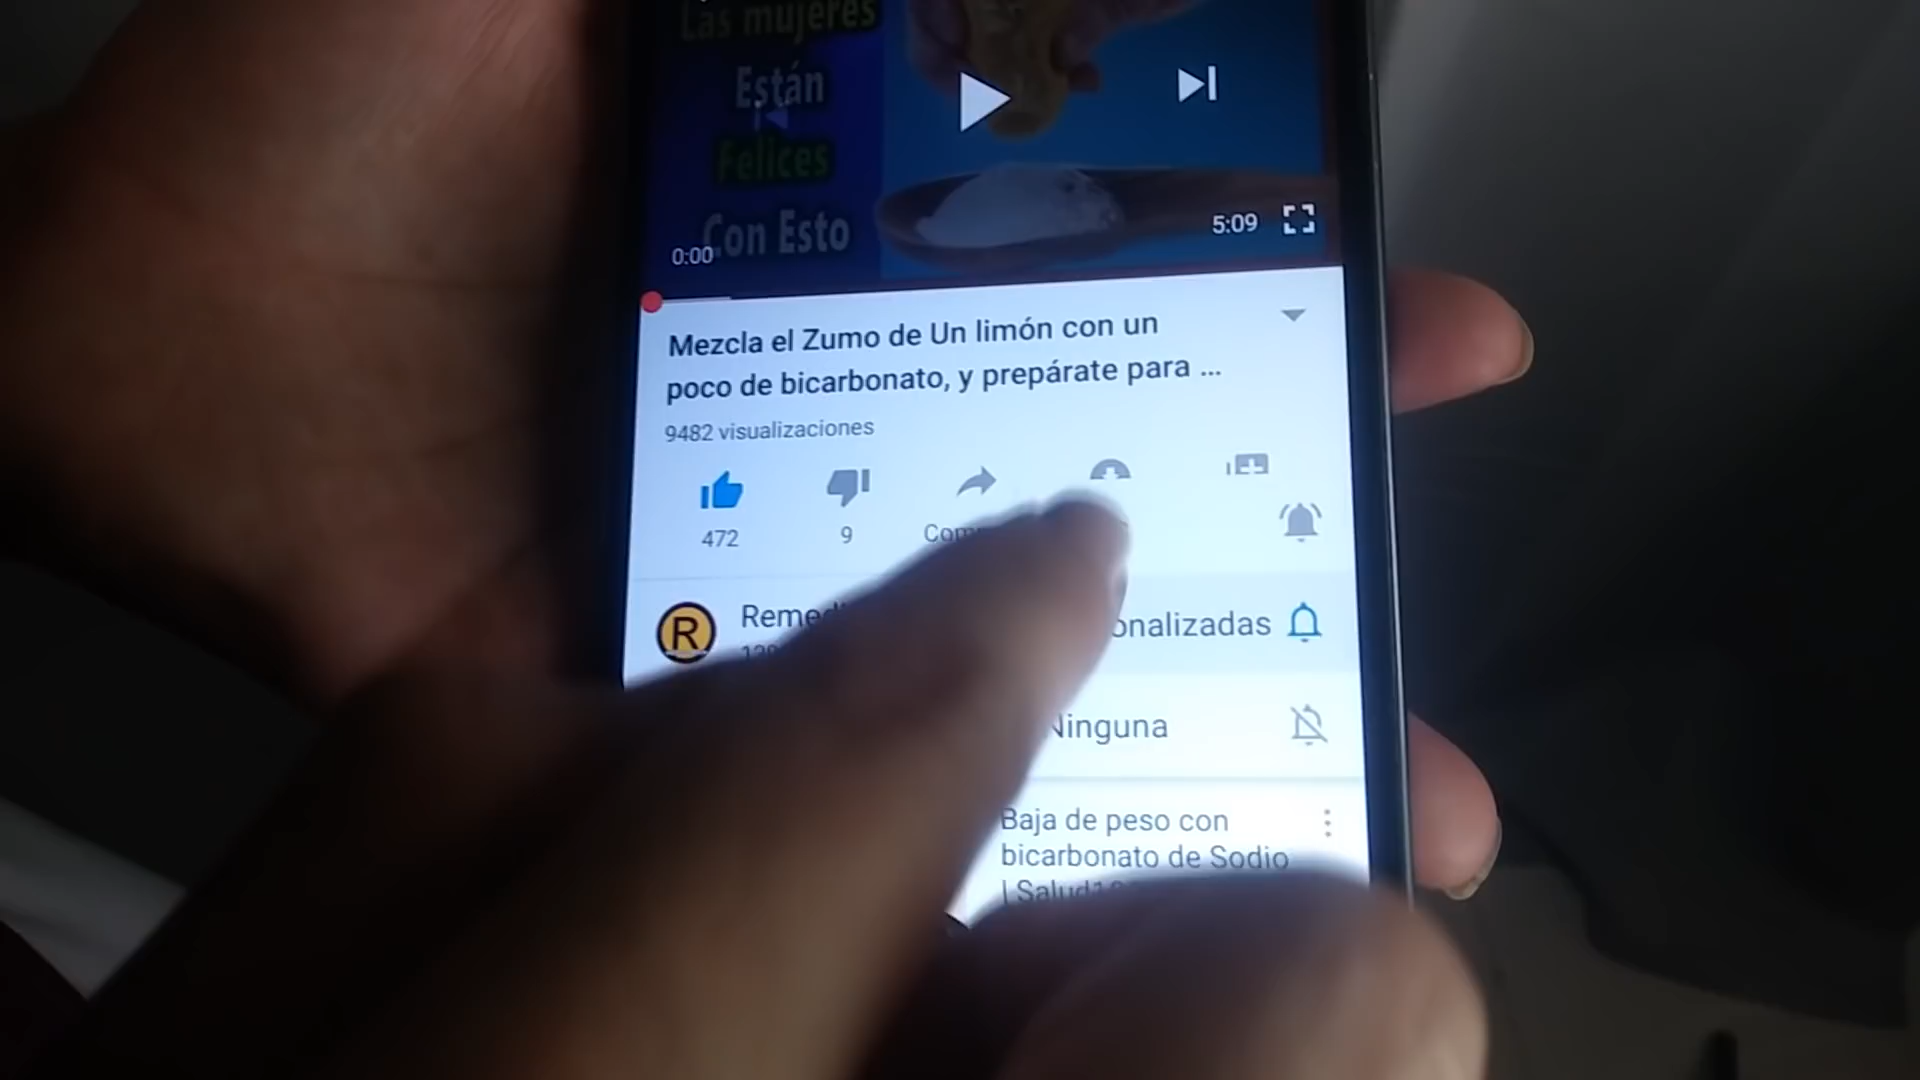 Las mujeres
Están
Felices
Con Esto
0:00
5:09
Mezcla el Zumo de Un limón con un
poco de bicarbonato, y prepárate para ...
9482 visualizaciones
472
9
R
Ninguna
Baja de peso con
bicarbonato de Sodio